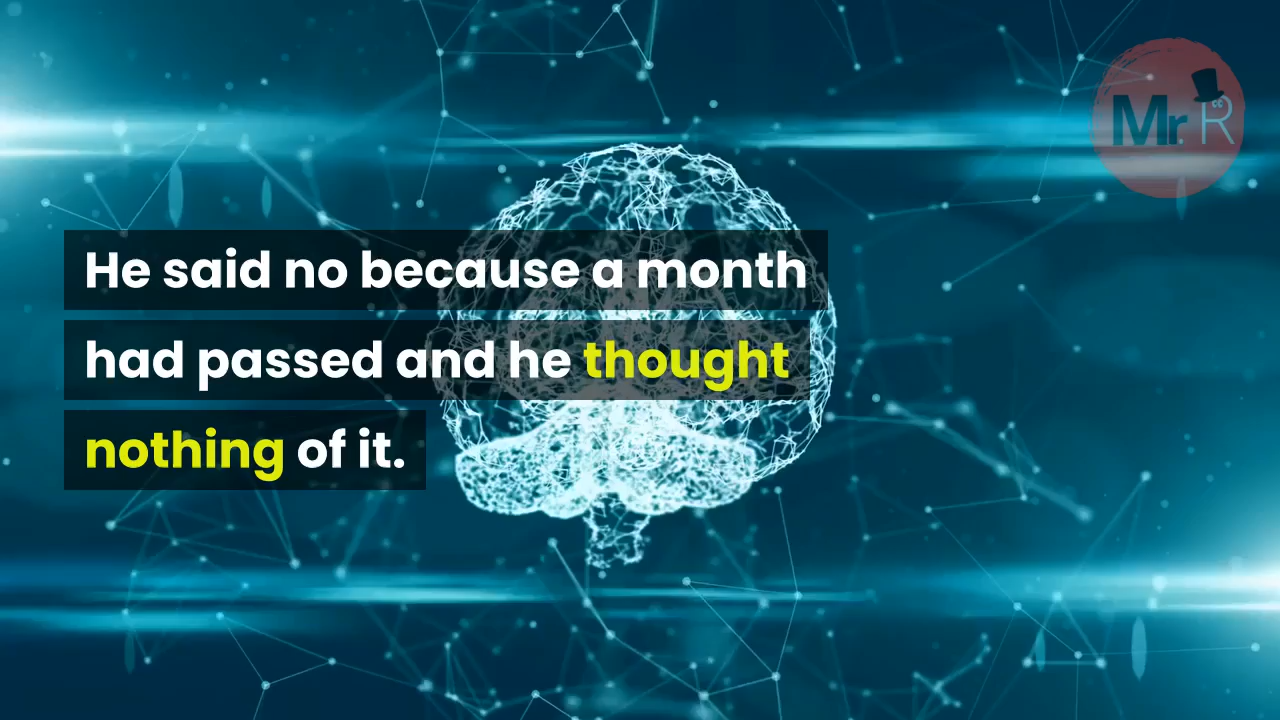 Mr. R
He said no because a month
had passed and he thought
nothing of it.